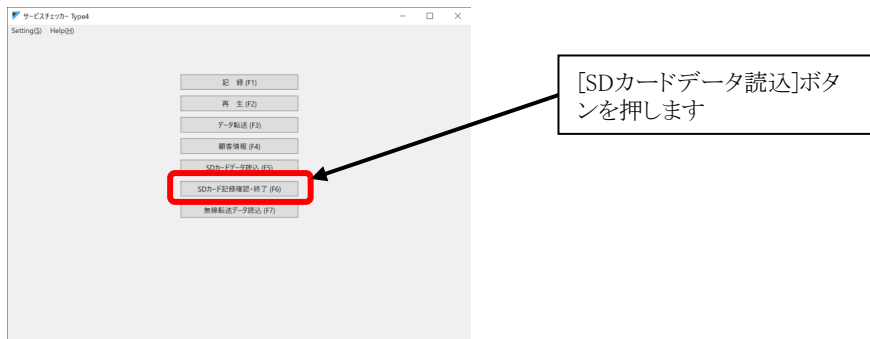 サービスチェッカー Type4
Setting(S) Help(H)
記 録 (F1)
再 生 (F2)
データ転送 (F3)
顧客情報 (F4)
SDカードデータ読込 (F5)
SDカード記録確認・終了 (F6)
無線転送データ読込 (F7)
[SDカードデータ読込]ボタ
ンを押します